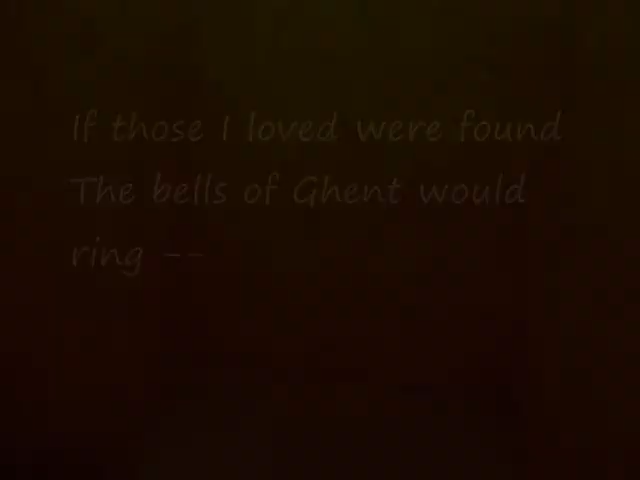 If those I loved were found
The bells of Ghent would
ring --